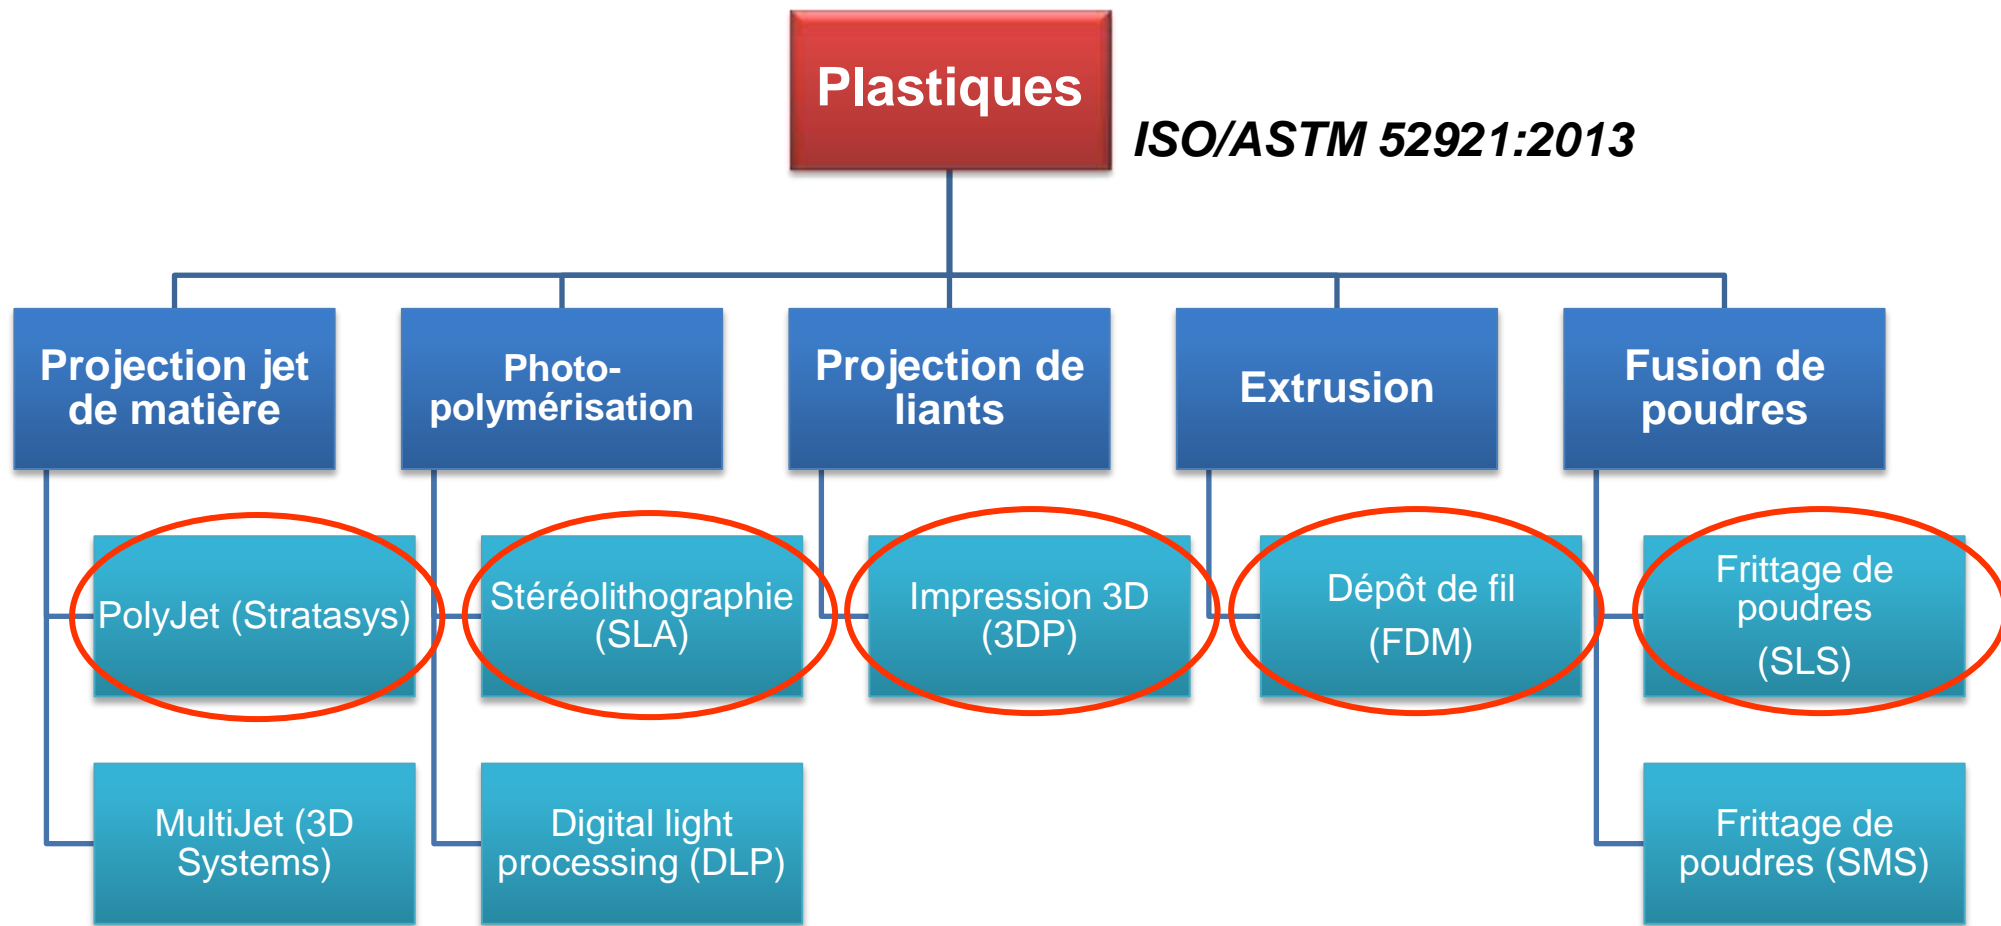 Plastiques
ISO/ASTM 52921:2013
Projection jet
de matière
Photo-
polymérisation
Projection de
liants
Extrusion
Fusion de
poudres
PolyJet (Stratasys)
Stéréolithographie
(SLA)
Impression 3D
(3DP)
Dépôt de fil
(FDM)
Frittage de
poudres
(SLS)
MultiJet (3D
Systems)
Digital light
processing (DLP)
Frittage de
poudres (SMS)